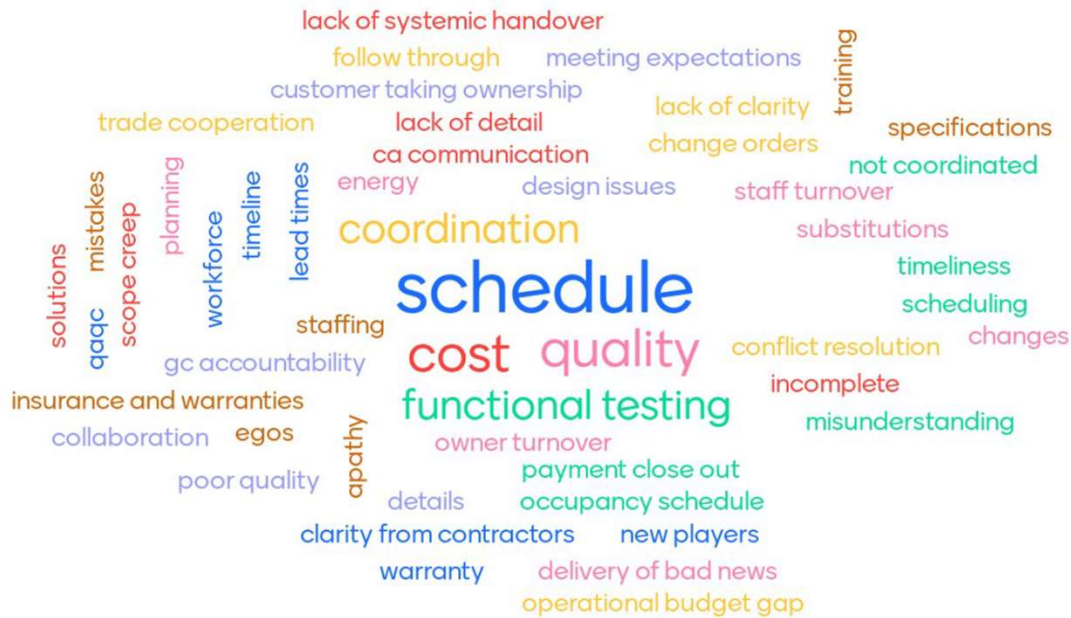 lack of systemic handover
follow through
meeting expectations
training
customer taking ownership
lack of clarity
trade cooperation
lack of detail
specifications
change orders
ca communication
not coordinated
energy
design issues
staff turnover
planning
mistakes
timeline
lead times
scope creep
workforce
coordination
substitutions
solutions
timeliness
schedule
scheduling
qaqc
staffing
changes
cost
quality
conflict resolution
gc accountability
incomplete
insurance and warranties
functional testing
misunderstanding
collaboration
egos
apathy
owner turnover
payment close out
poor quality
details
occupancy schedule
clarity from contractors
new players
warranty
delivery of bad news
operational budget gap